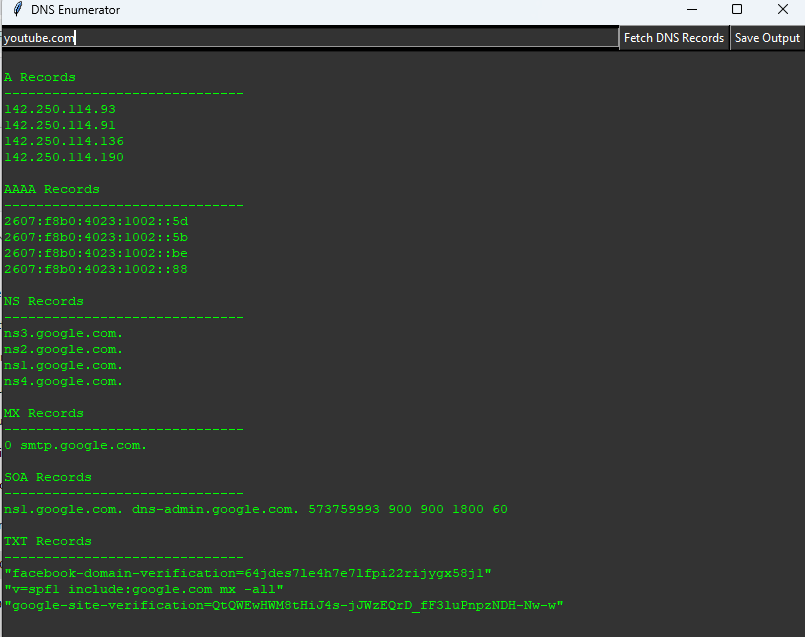 DNS Enumerator
youtube.com
Fetch DNS Records
Save Output
A Records
------------------------------
142.250.114.93
142.250.114.91
142.250.114.136
142.250.114.190
AAAA Records
------------------------------
2607:f8b0:4023:1002::5d
2607:f8b0:4023:1002::5b
2607:f8b0:4023:1002::be
2607:f8b0:4023:1002::88
NS Records
------------------------------
ns3.google.com.
ns2.google.com.
ns1.google.com.
ns4.google.com.
MX Records
------------------------------
0 smtp.google.com.
SOA Records
------------------------------
ns1.google.com. dns-admin.google.com. 573759993 900 900 1800 60
TXT Records
------------------------------
"facebook-domain-verification=64jdes7le4h7e7lfpi22rijygx58j1"
"v=spf1 include:google.com mx -all"
"google-site-verification=QtQWEwHWM8tHiJ4s-jJWzEQrD_fF3luPnpzNDH-Nw-w"